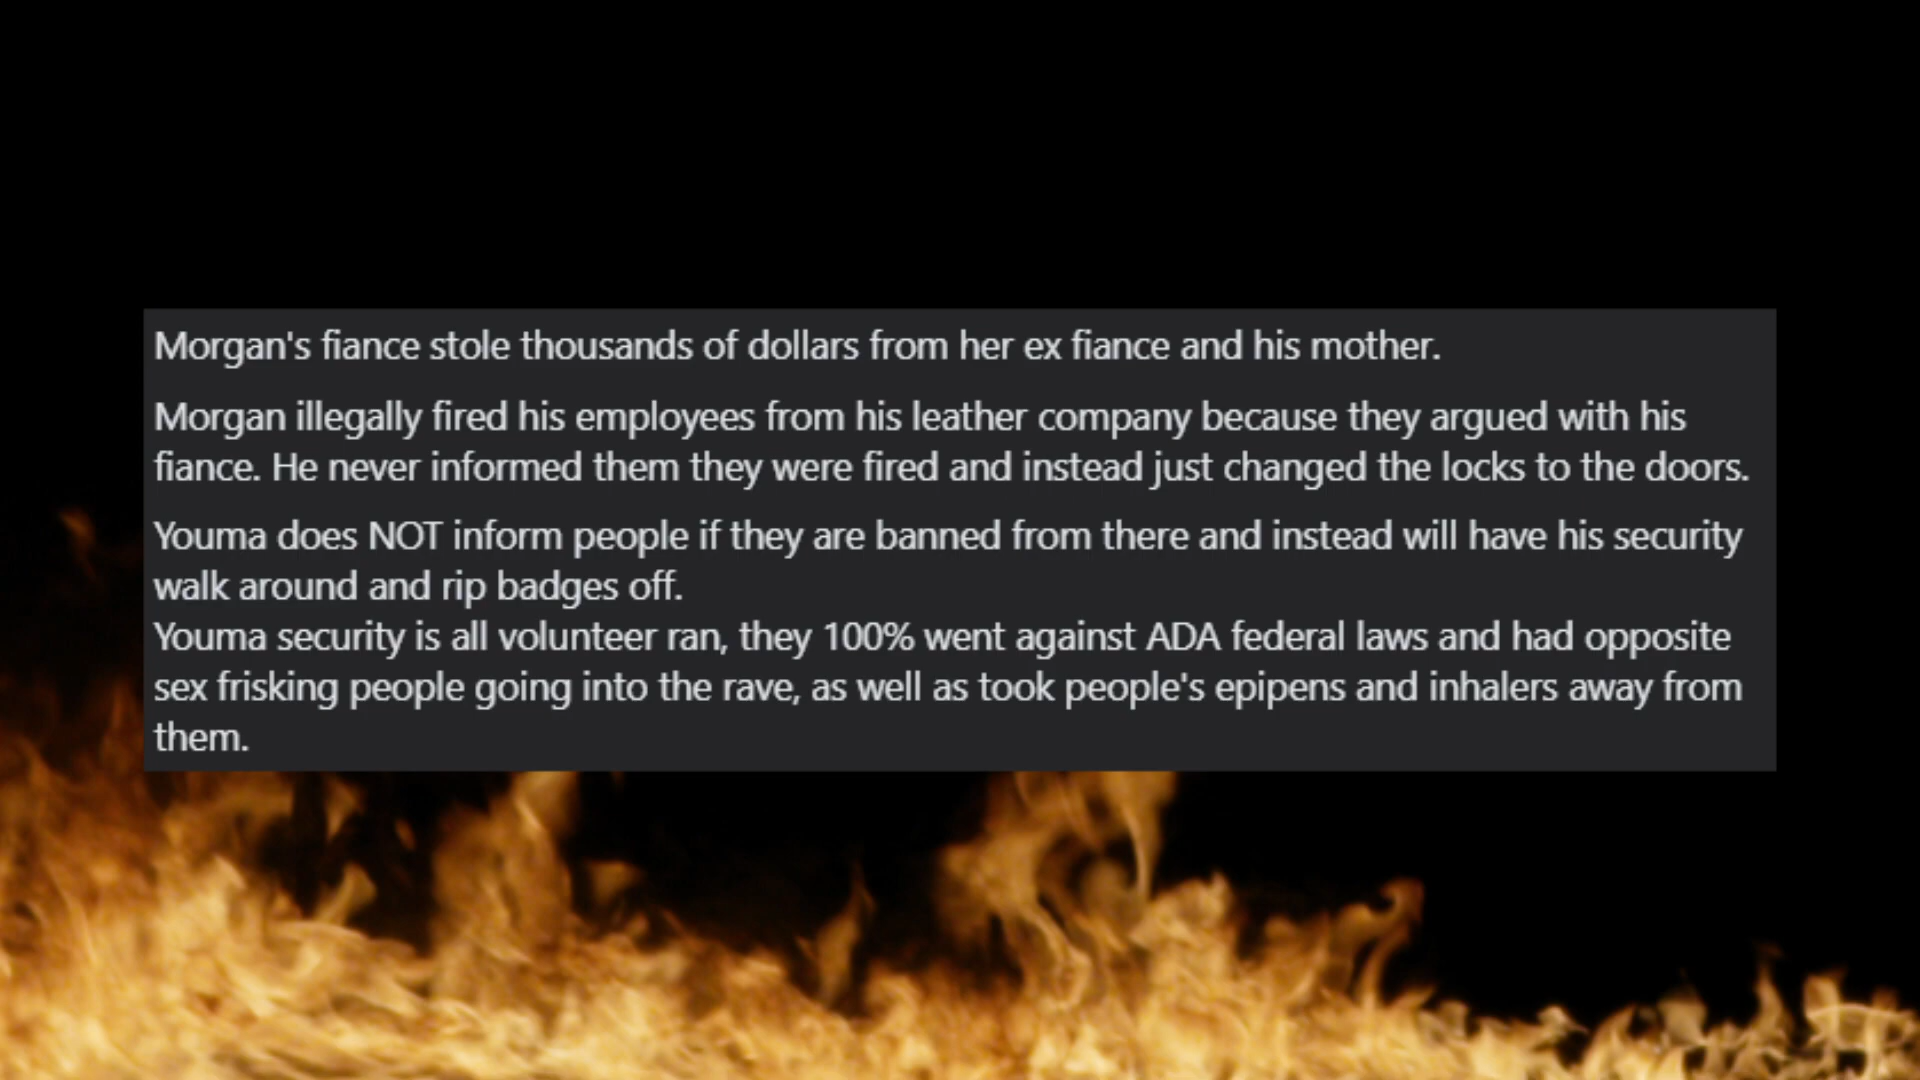 Morgan's fiance stole thousands of dollars from her ex fiance and his mother.
Morgan illegally fired his employees from his leather company because they argued with his
fiance. He never informed them they were fired and instead just changed the locks to the doors.
Youma does NOT inform people if they are banned from there and instead will have his security
walk around and rip badges off.
Youma security is all volunteer ran, they 100% went against ADA federal laws and had opposite
sex frisking people going into the rave, as well as took people's epipens and inhalers away from
them.